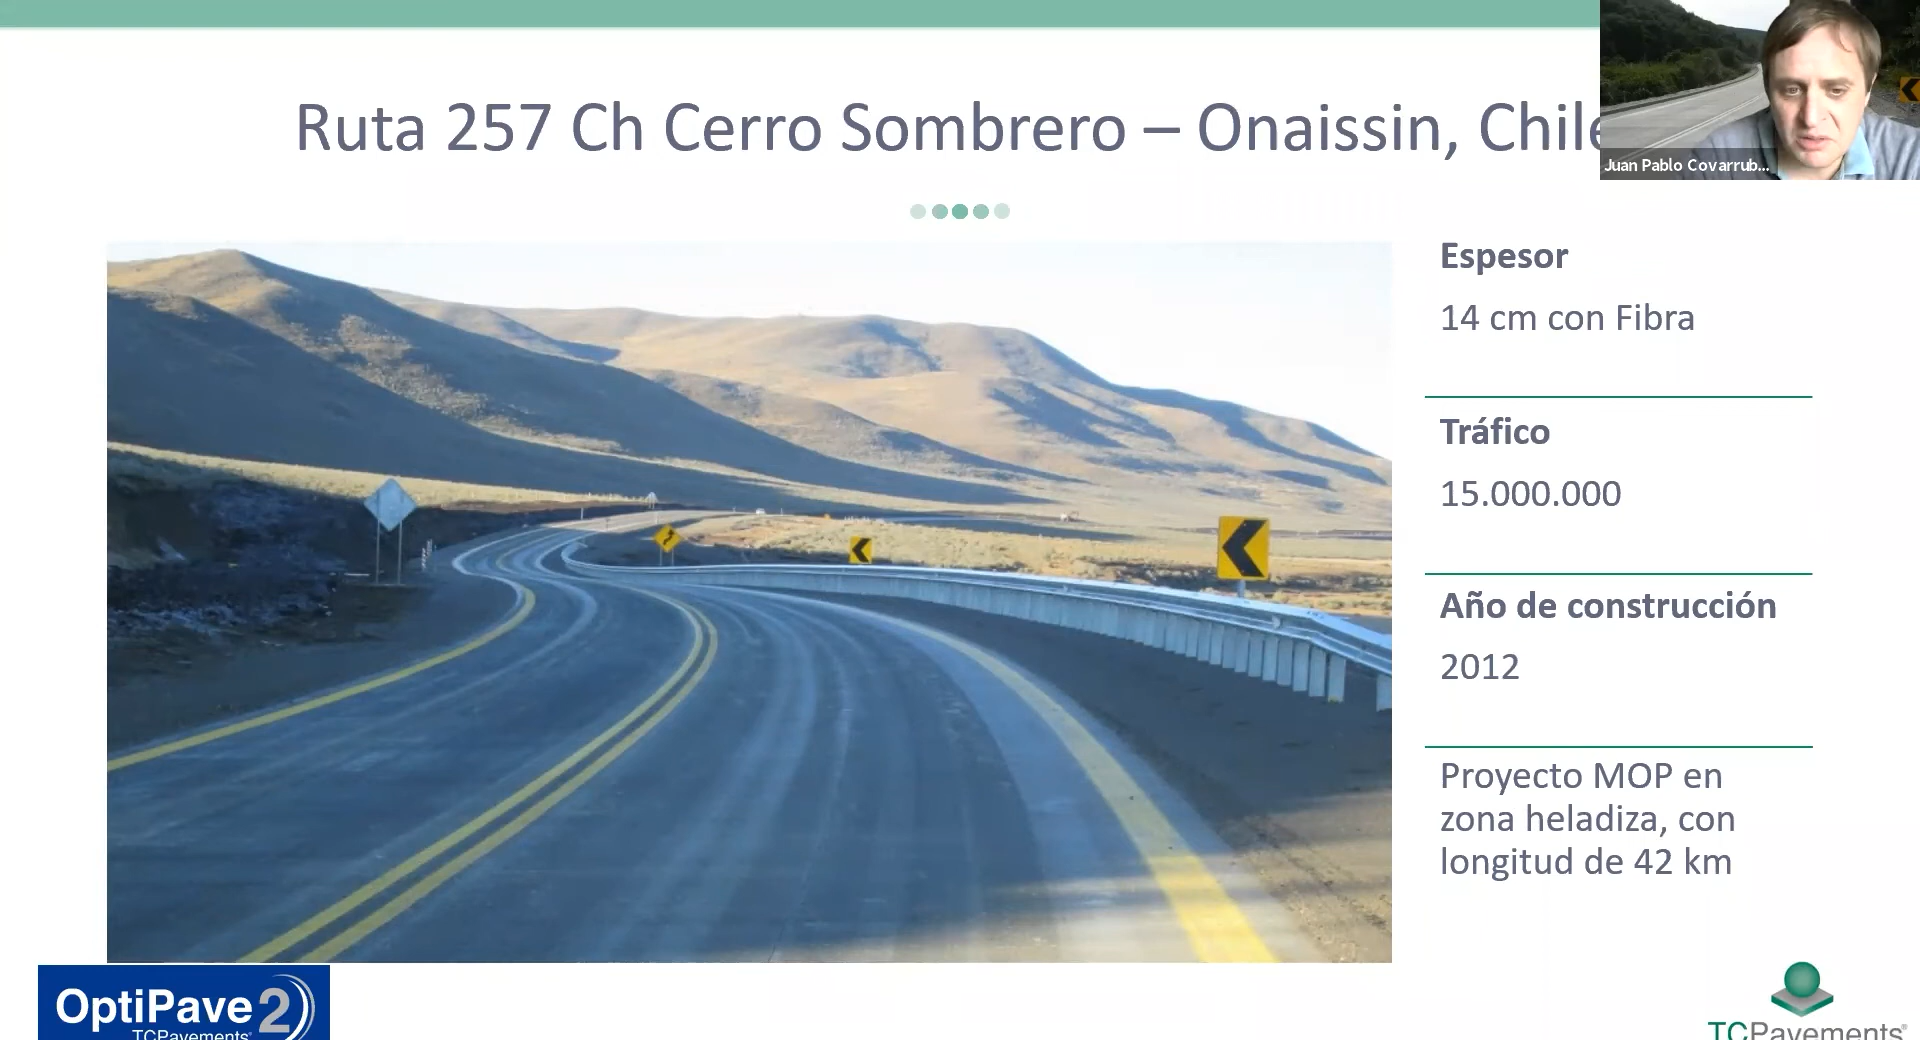 Ruta 257 Ch Cerro Sombrero – Onaissin, Chile
Juan Pablo Covarrub...
Espesor
14 cm con Fibra
Tráfico
15.000.000
Año de construcción
2012
Proyecto MOP en
zona heladiza, con
longitud de 42 km
OptiPave2
TCPavements®
TCPavements®